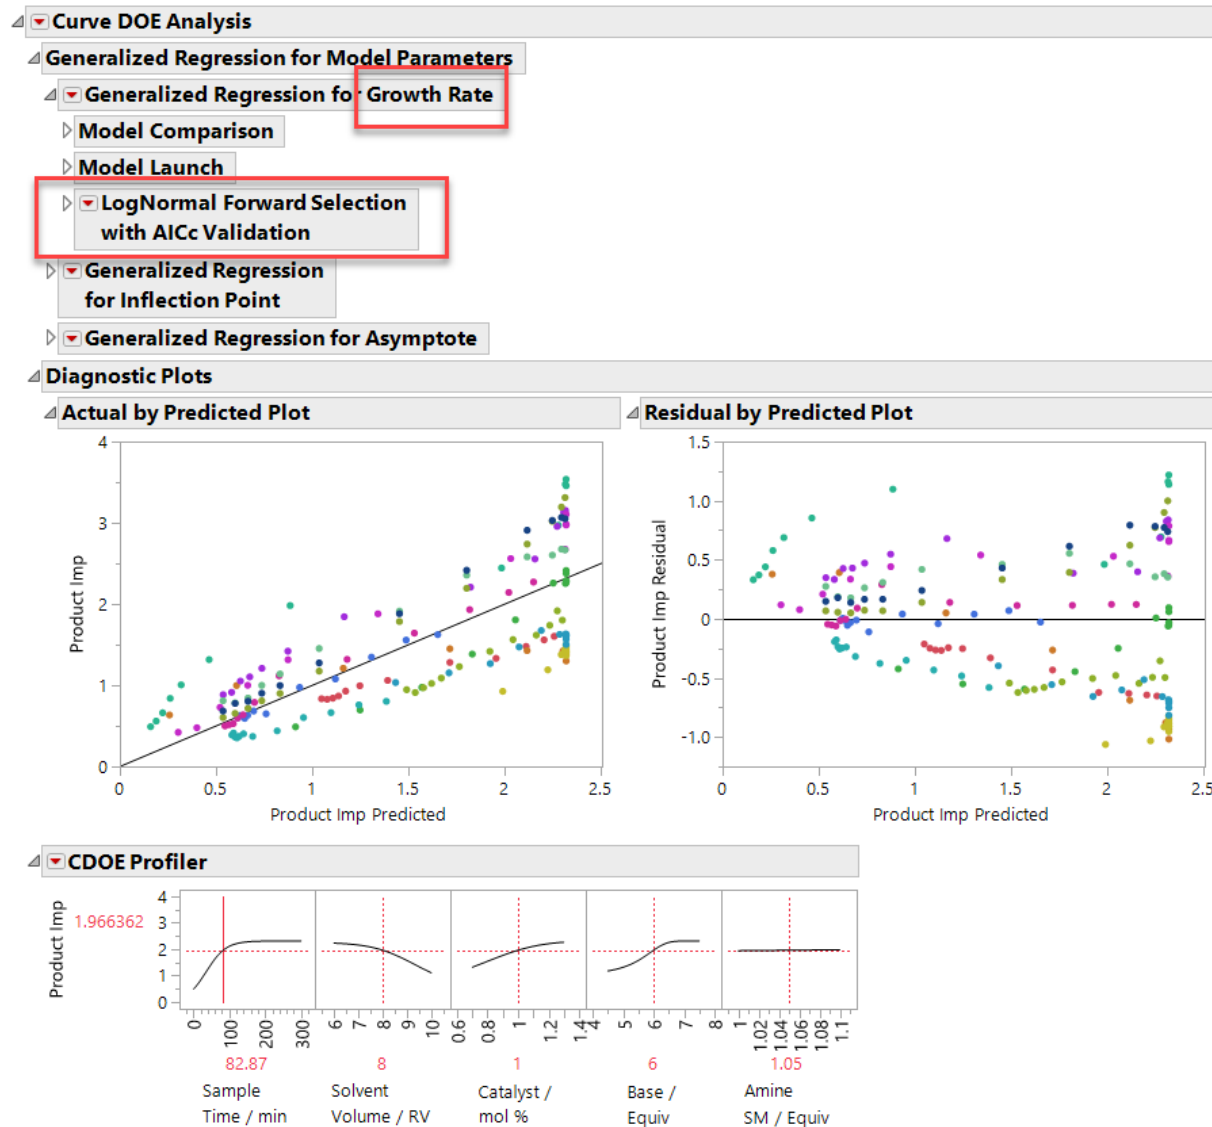 Curve DOE Analysis
Generalized Regression for Model Parameters
Generalized Regression for Growth Rate
Model Comparison
Model Launch
LogNormal Forward Selection
with AICc Validation
Generalized Regression
for Inflection Point
Generalized Regression for Asymptote
Diagnostic Plots
Actual by Predicted Plot
4
3
2
1
0
Product Imp
0 0.5 1 1.5 2 2.5
Product Imp Predicted
Residual by Predicted Plot
1.5
1.0
0.5
0
-0.5
-1.0
Product Imp Residual
0 0.5 1 1.5 2 2.5
Product Imp Predicted
CDOE Profiler
Product Imp
1.966362
4
3
2
1
0
0 100 200 300
6 7 8 9 10
0.6 0.8 1 1.2 1.4
4 5 6 7 8
1 1.02 1.04 1.06 1.08 1.1
82.87 8 1 6 1.05
Sample Solvent Catalyst / Base / Amine
Time / min Volume / RV mol % Equiv SM / Equiv